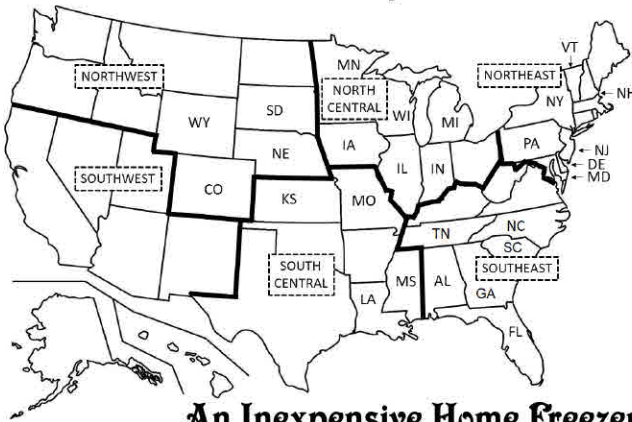 VT
MN
NORTHWEST
NORTH
CENTRAL
NORTHEAST
NH
NY
SD
WI
MI
WY
IA
PA
NJ
NE
DE
IL
IN
MD
SOUTHWEST
CO
KS
MO
TN
NC
SC
SOUTH
CENTRAL
SOUTHEAST
MS
AL
GA
LA
FL
An Inexpensive Home Freezer